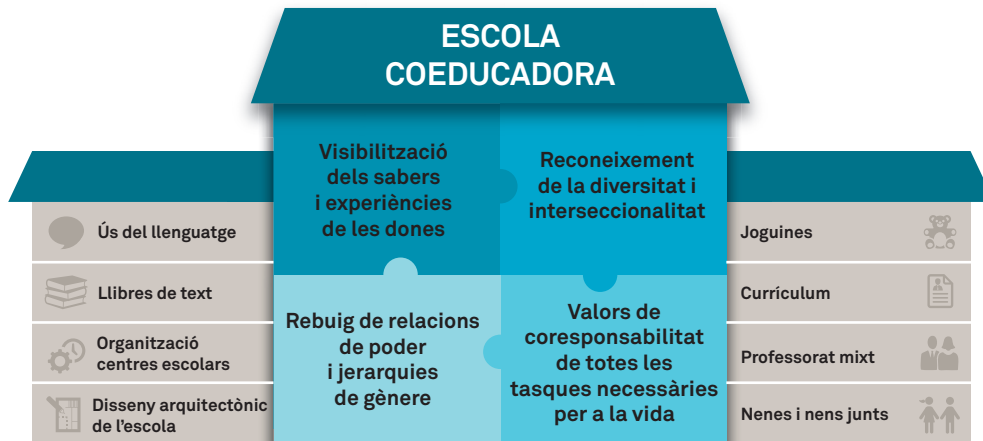 ESCOLA
COEDUCADORA
Visibilització
dels sabers
i experiències
de les dones
Reconeixement
de la diversitat i
interseccionalitat
Rebuig de relacions
de poder
i jerarquies
de gènere
Valors de
coresponsabilitat
de totes les
tasques necessàries
per a la vida
Ús del llenguatge
Llibres de text
Organització
centres escolars
Disseny arquitectònic
de l’escola
Joguines
Currículum
Professorat mixt
Nenes i nens junts